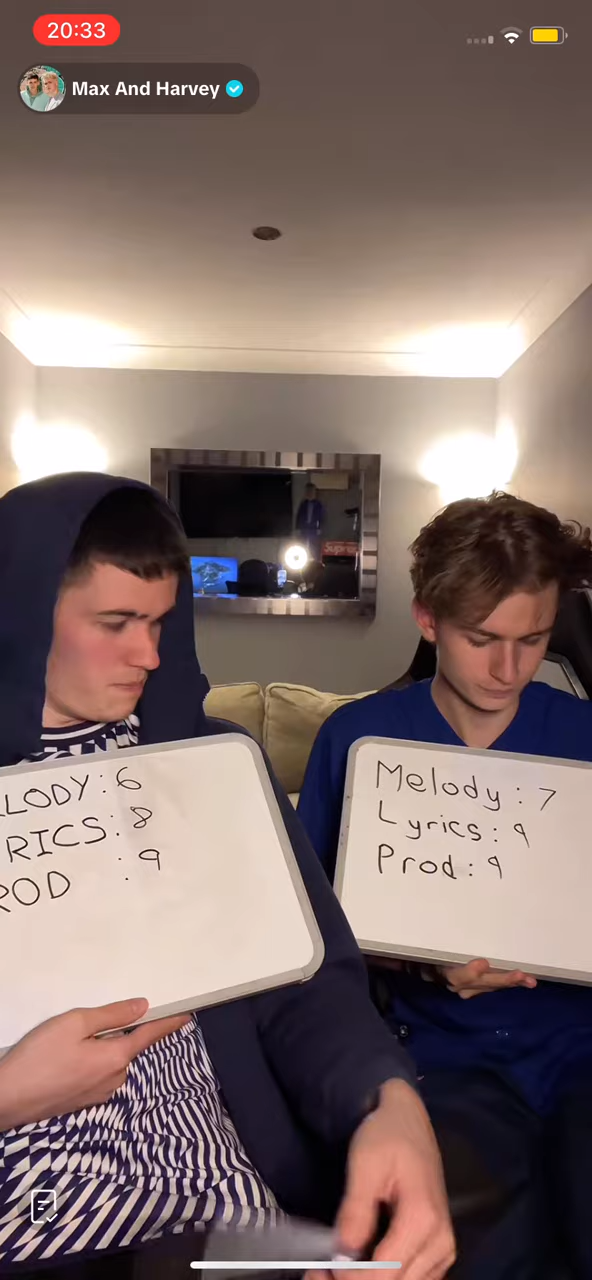 20:33
Max And Harvey
LODY: 6
RICS: 8
ROD : 9
Melody: 7
Lyrics: 9
Prod: 9